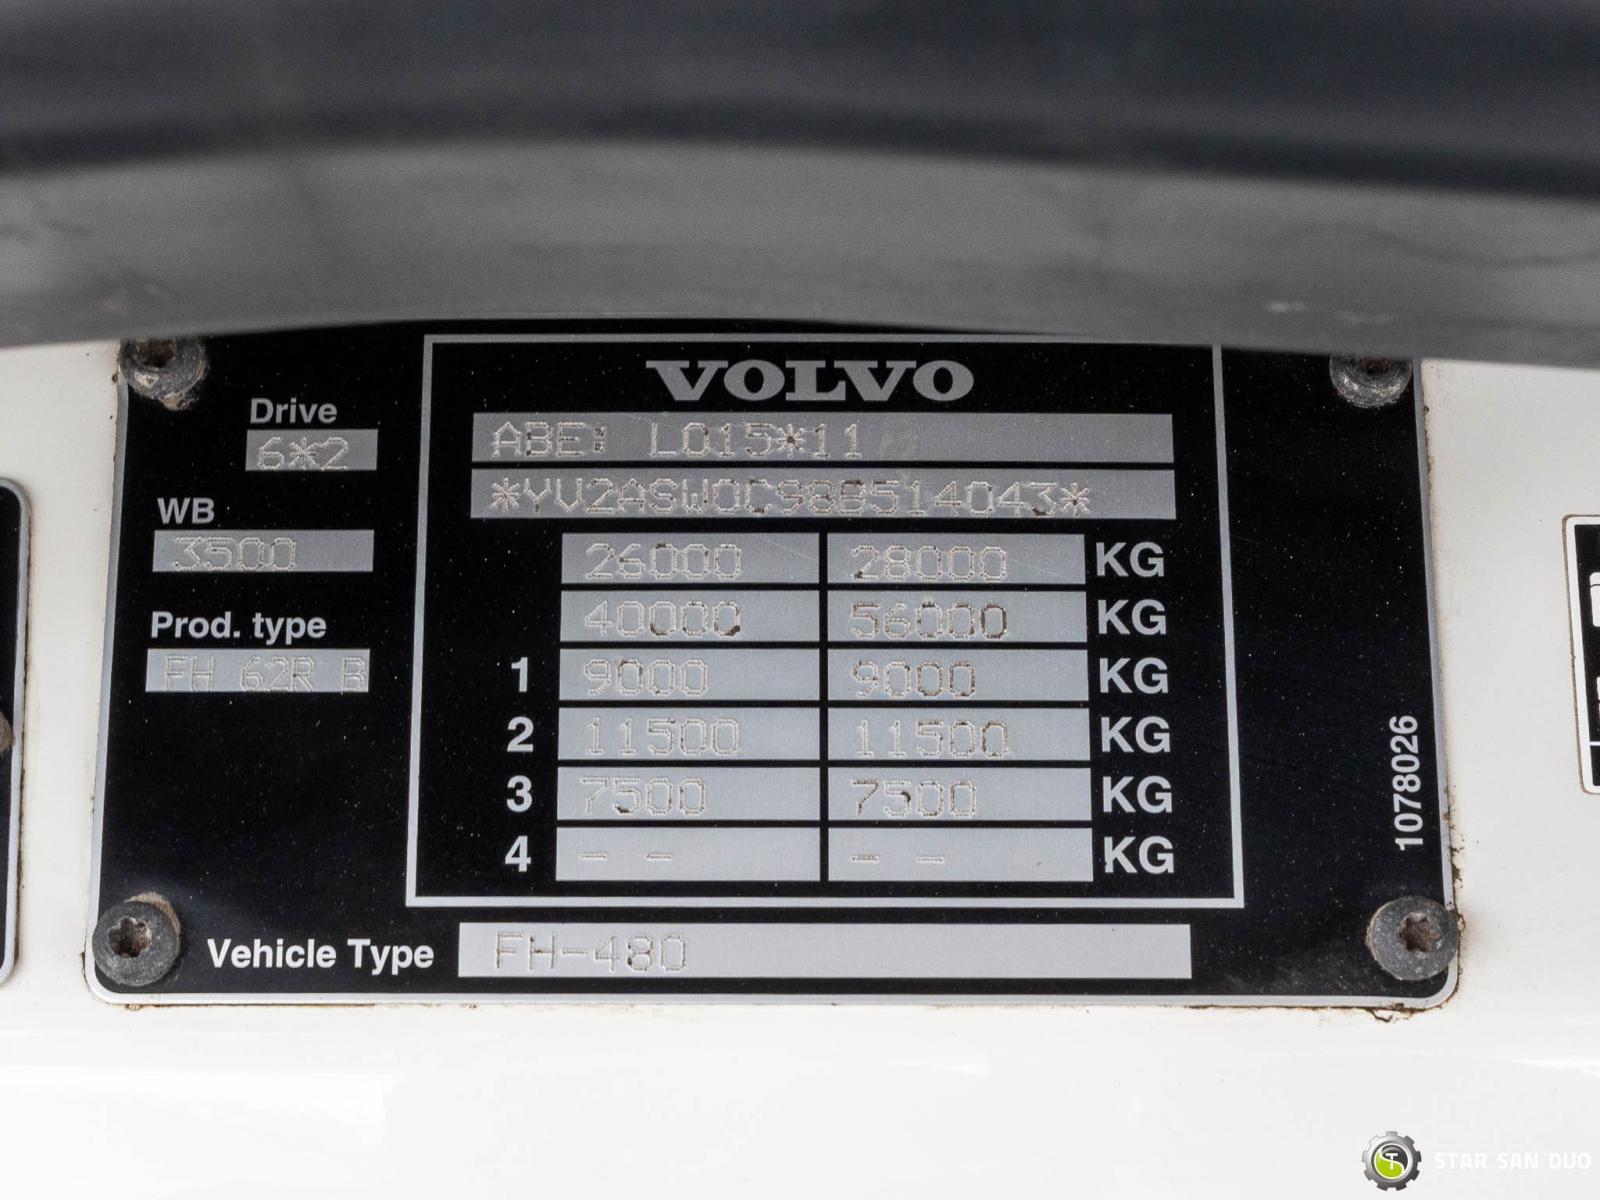 VOLVO
Drive
6*2
ABE: L015*11
*YV2ASW0C98B514043*
WB
3500
26000 28000 KG
40000 56000 KG
Prod. type
FH 62R B
1 9000 9000 KG
2 11500 11500 KG
3 7500 7500 KG
4 - - - - KG
1078026
Vehicle Type FH-480
STAR SAN DUO